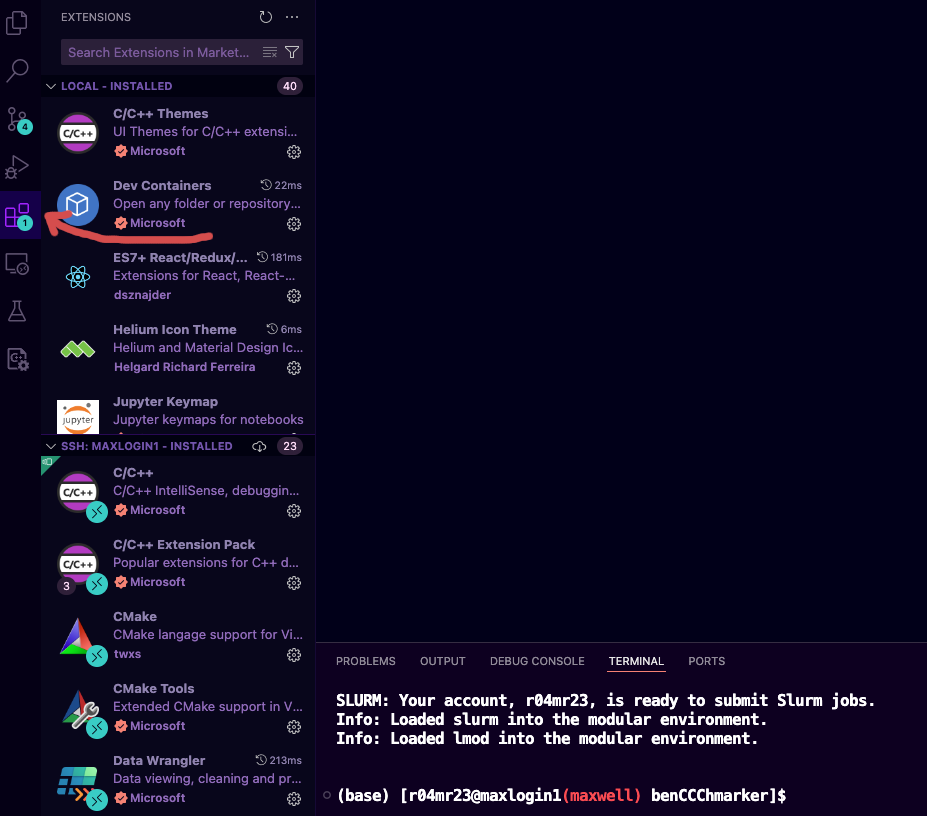 EXTENSIONS
Search Extensions in Market...
LOCAL - INSTALLED 40
4
C/C++
C/C++ Themes
UI Themes for C/C++ extensi...
Microsoft
1
Dev Containers 22ms
Open any folder or repository...
Microsoft
ES7+ React/Redux/... 181ms
Extensions for React, React-...
dsznajder
Helium Icon Theme 6ms
Helium and Material Design Ic...
Helgard Richard Ferreira
jupyter
Jupyter Keymap
Jupyter keymaps for notebooks
SSH: MAXLOGIN1 - INSTALLED 23
C/C++
C/C++
C/C++ IntelliSense, debuggin...
Microsoft
C/C++
3
C/C++ Extension Pack
Popular extensions for C++ d...
Microsoft
CMake
CMake langage support for Vi...
twxs
CMake Tools
Extended CMake support in V...
Microsoft
Data Wrangler 213ms
Data viewing, cleaning and pr...
Microsoft
PROBLEMS OUTPUT DEBUG CONSOLE TERMINAL PORTS
SLURM: Your account, r04mr23, is ready to submit Slurm jobs.
Info: Loaded slurm into the modular environment.
Info: Loaded lmod into the modular environment.
(base) [r04mr23@maxlogin1(maxwell) benCCChmarker]$